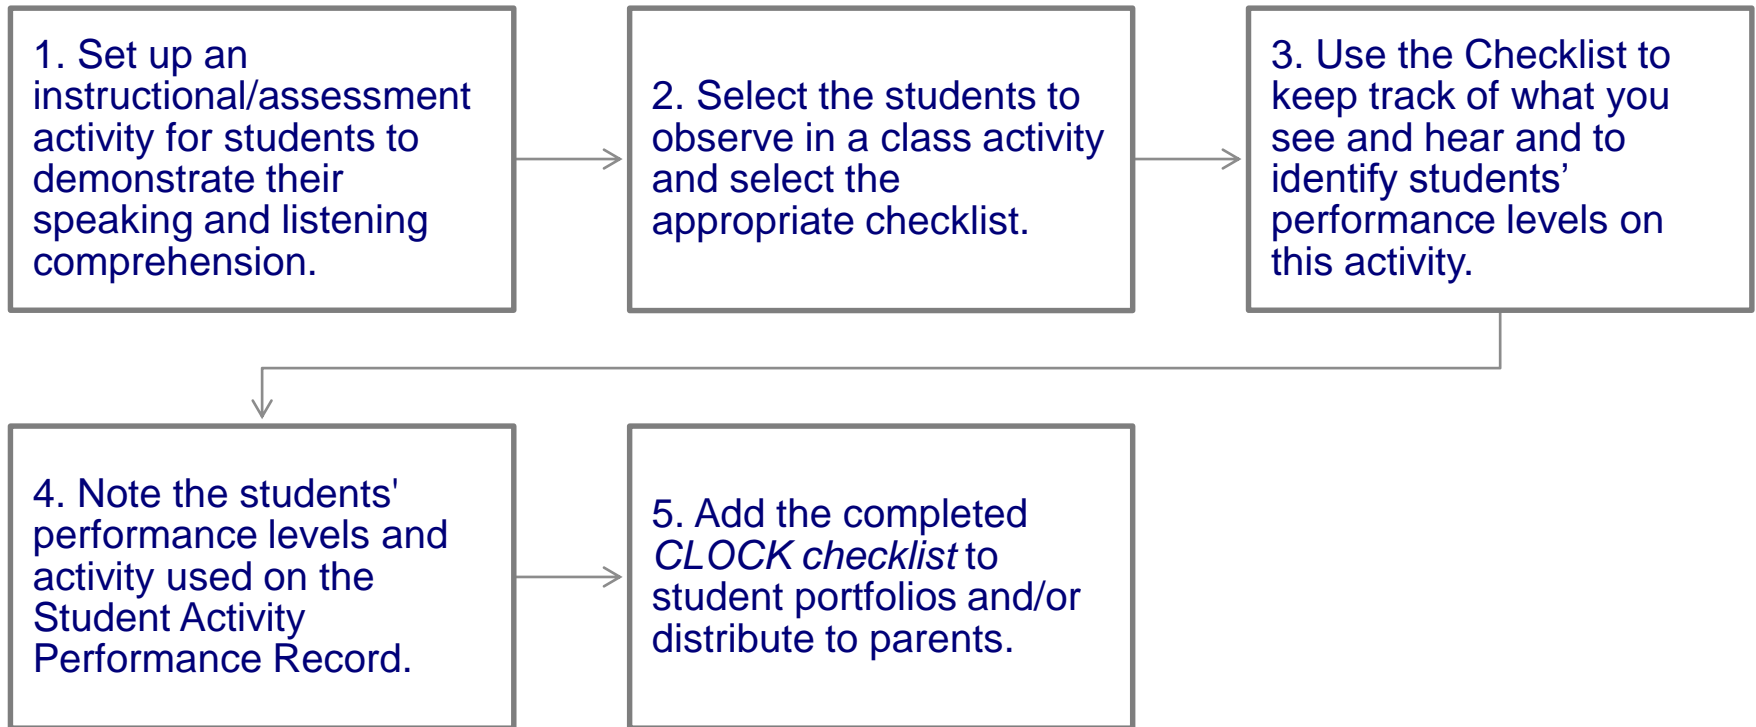 1. Set up an
instructional/assessment
activity for students to
demonstrate their
speaking and listening
comprehension.
2. Select the students to
observe in a class activity
and select the
appropriate checklist.
3. Use the Checklist to
keep track of what you
see and hear and to
identify students’
performance levels on
this activity.
4. Note the students'
performance levels and
activity used on the
Student Activity
Performance Record.
5. Add the completed
CLOCK checklist to
student portfolios and/or
distribute to parents.